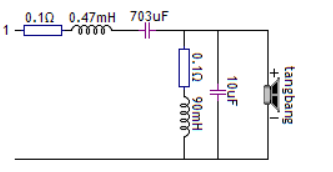 0.1Ω 0.47mH 703uF
1
0.1Ω
90mH
10uF
+
tangbang
−